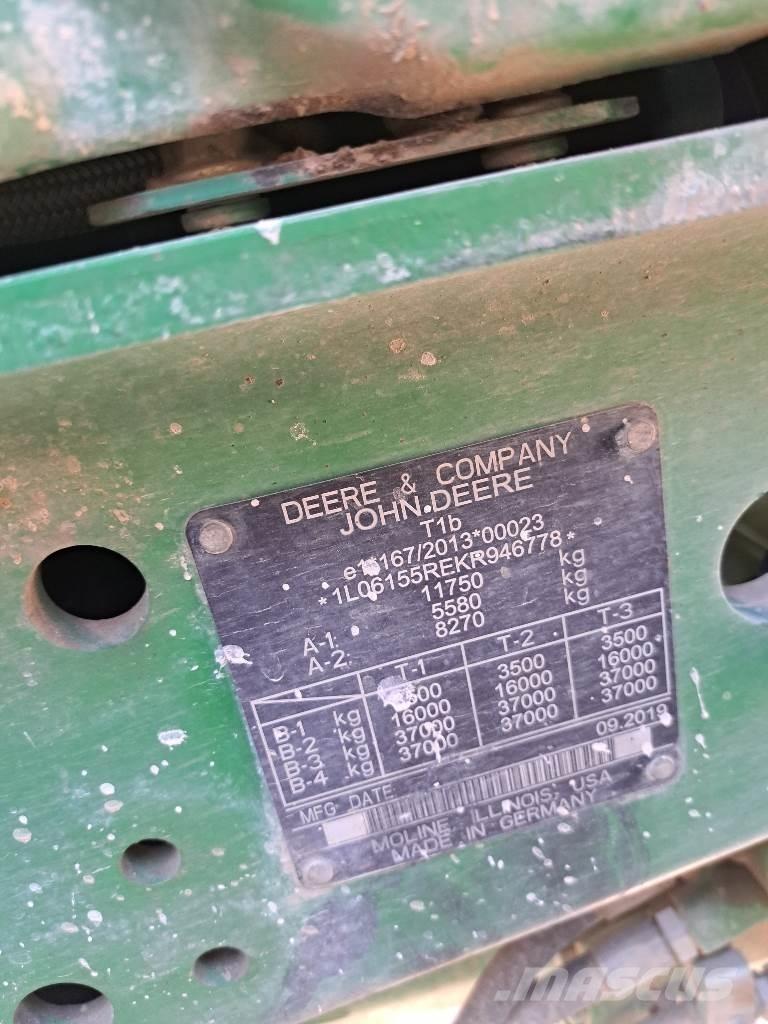 DEERE & COMPANY
JOHN DEERE
T1b
e1*167/2013*00023
*1L06155REKR946778*
11750 kg
A-1: 5580 kg
A-2: 8270 kg
T-1 T-2 T-3
B-1 kg 3500 3500 3500
B-2 kg 16000 16000 16000
B-3 kg 37000 37000 37000
B-4 kg 37000 37000 37000
MFG DATE 09.2019
MOLINE, ILLINOIS, USA
MADE IN GERMANY
MASCUS